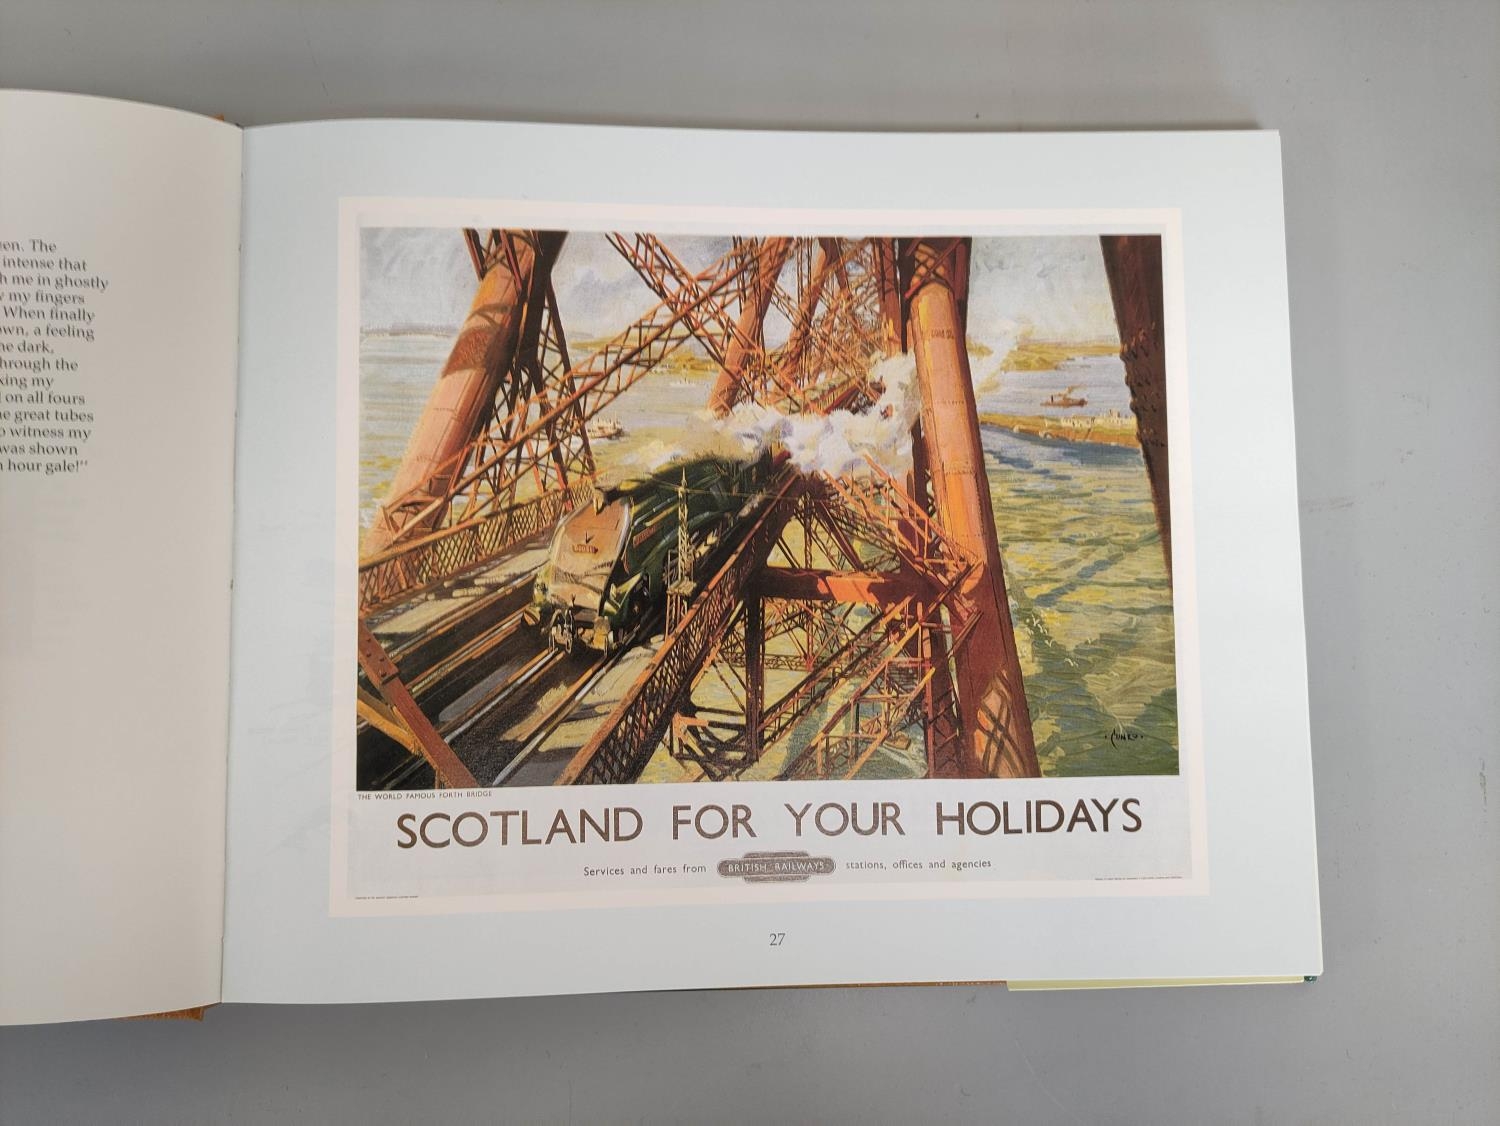 een. The
intense that
h me in ghostly
my fingers
When finally
own, a feeling
he dark,
hrough the
xing my
on all fours
he great tubes
o witness my
was shown
hour gale!"
THE WORLD FAMOUS FORTH BRIDGE
SCOTLAND FOR YOUR HOLIDAYS
Services and fares from BRITISH RAILWAYS stations, offices and agencies
27